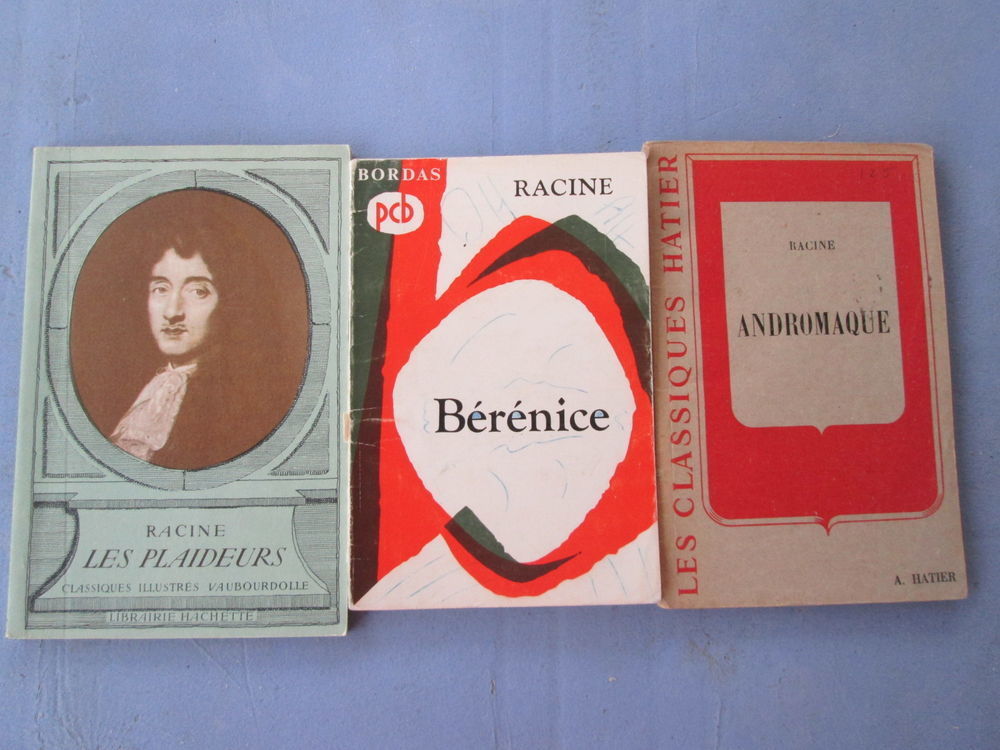 RACINE
LES PLAIDEURS
CLASSIQUES ILLUSTRÉS VAUBOURDOLLE
LIBRAIRIE HACHETTE
BORDAS
pcb
RACINE
Bérénice
LES CLASSIQUES HATIER
RACINE
ANDROMAQUE
A. HATIER